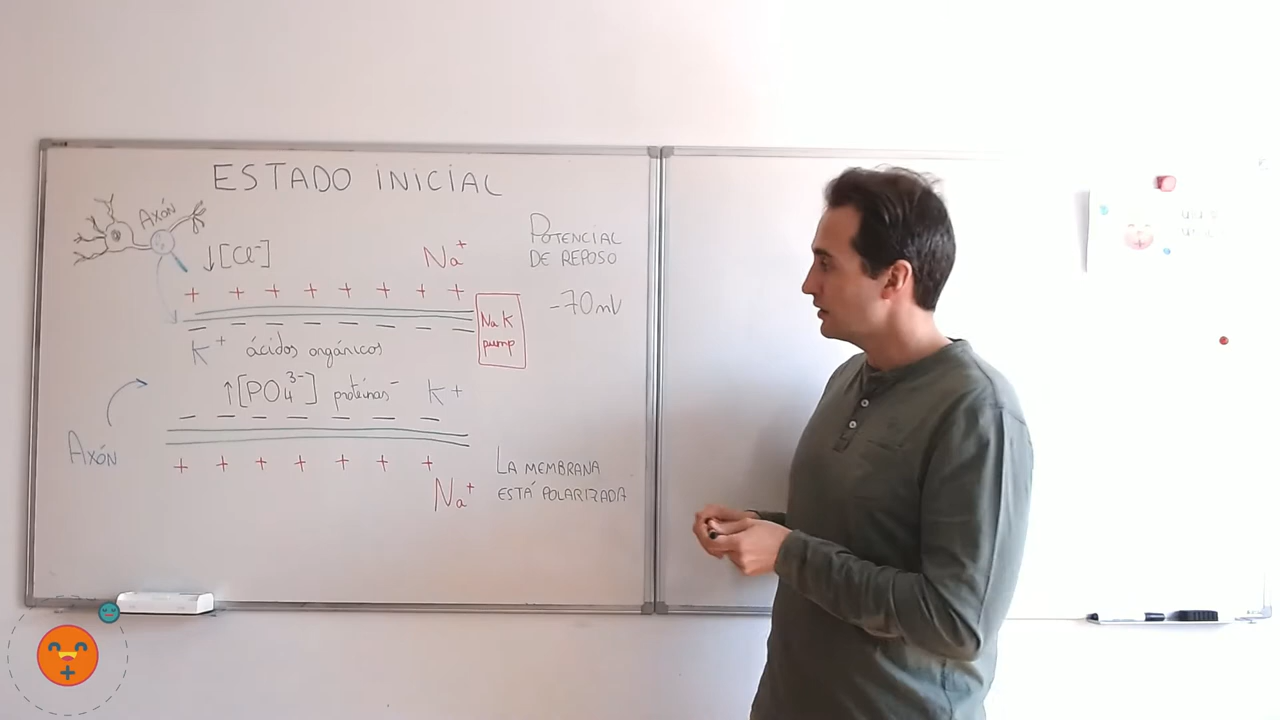 ESTADO INICIAL
AXÓN
↓[Cl⁻]
Na⁺
POTENCIAL
DE REPOSO
+ + + + + + + +
-70mV
Na K
pump
− − − − − − − −
K⁺ ácidos orgánicos
↑[PO₄³⁻] proteínas⁻ K+
− − − − − − −
AXÓN
+ + + + + + +
Na⁺
LA MEMBRANA
ESTÁ POLARIZADA